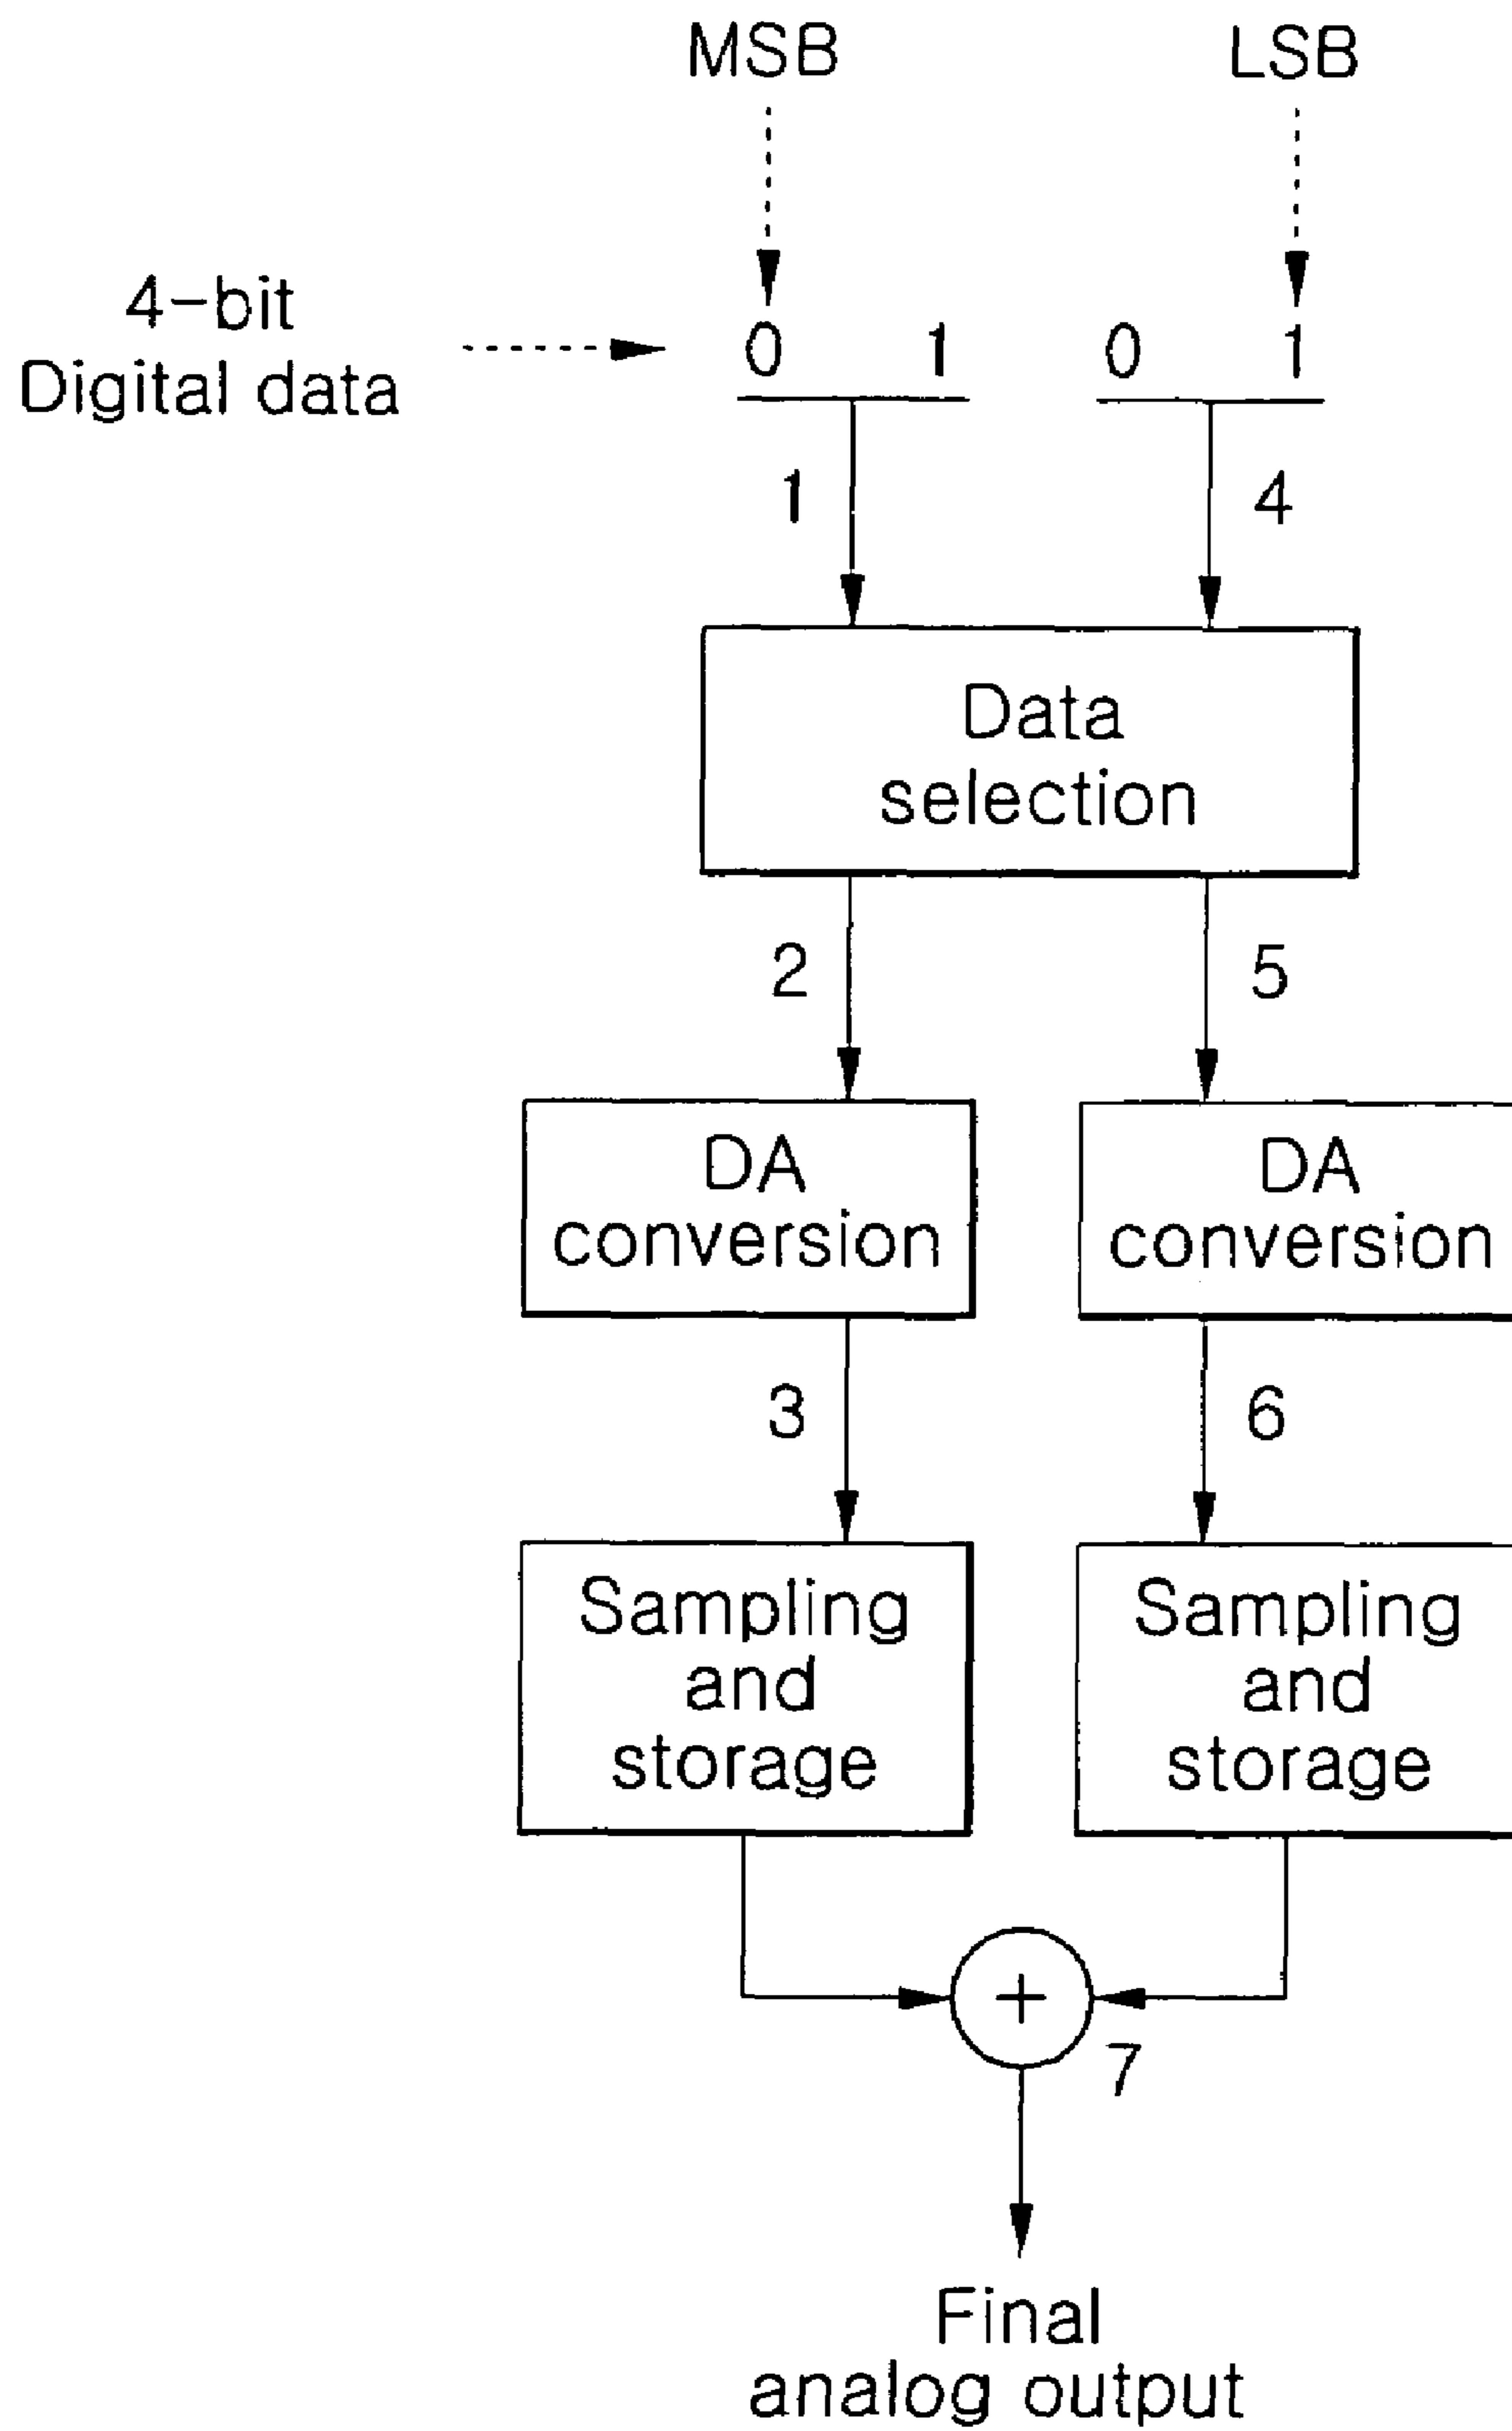 MSB LSB
4-bit
Digital data
0 1 0 1
1 4
Data
selection
2 5
DA
conversion
DA
conversion
3 6
Sampling
and
storage
Sampling
and
storage
+
7
Final
analog output